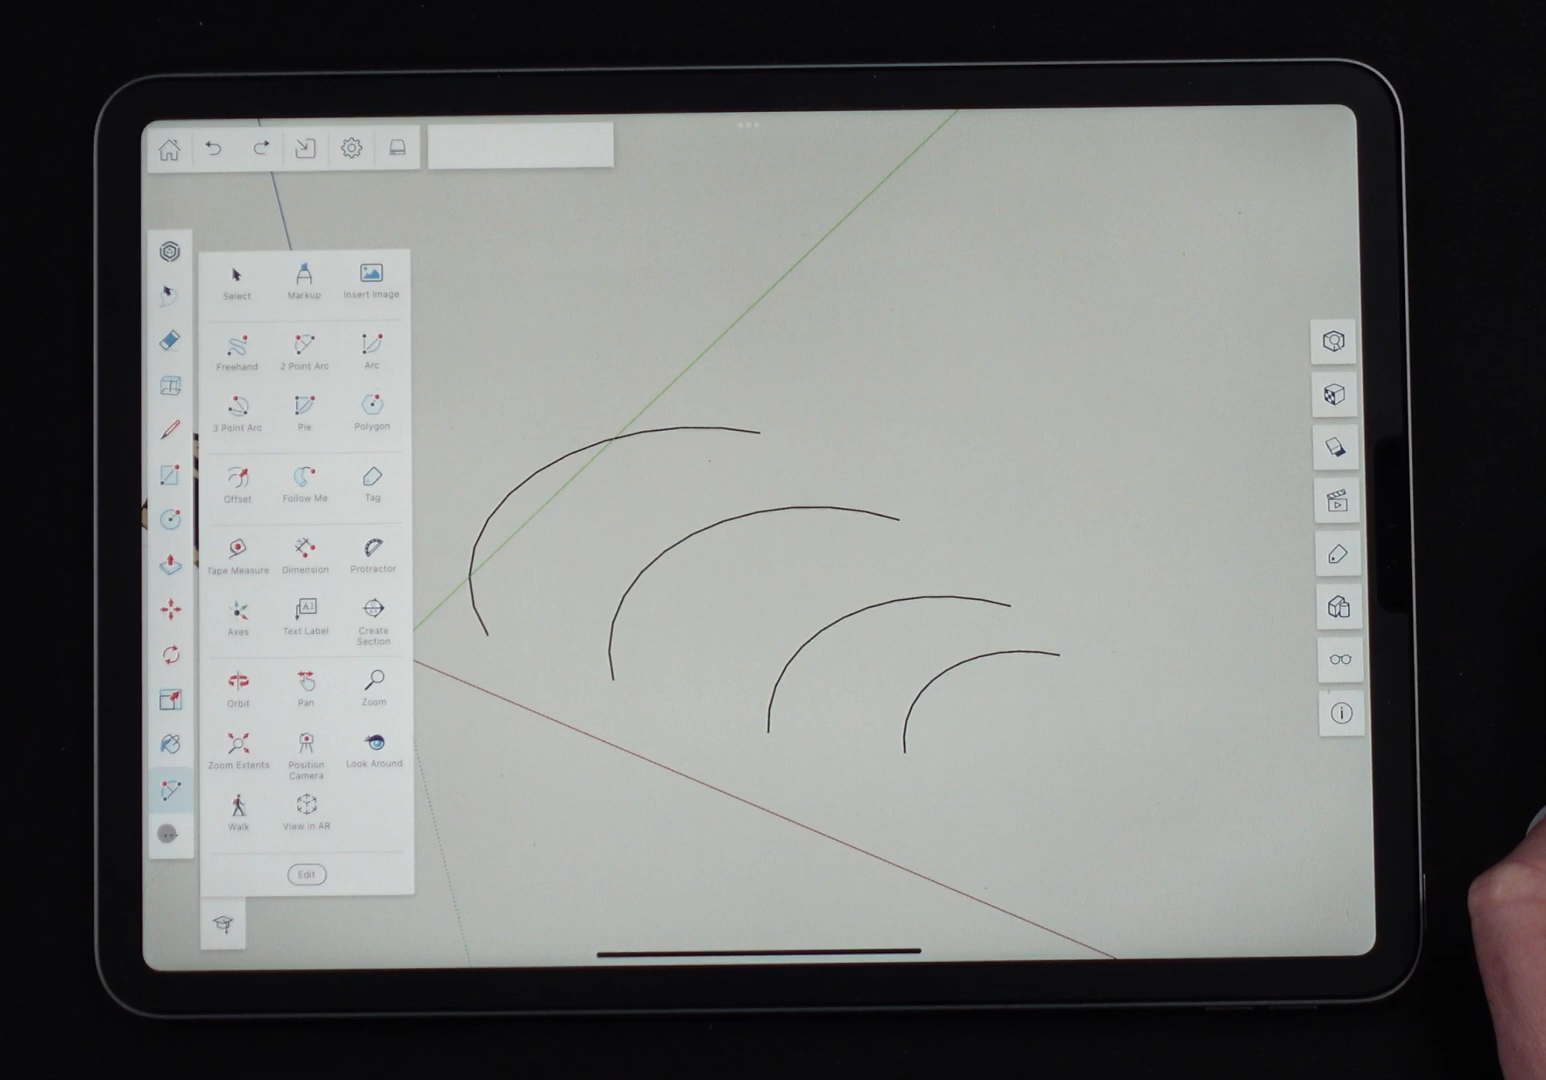 Select Markup Insert Image
Freehand 2 Point Arc Arc
3 Point Arc Pie Polygon
Offset Follow Me Tag
Tape Measure Dimension Protractor
Axes Text Label Create
Section
Orbit Pan Zoom
Zoom Extents Position Look Around
Camera
Walk View in AR
Edit